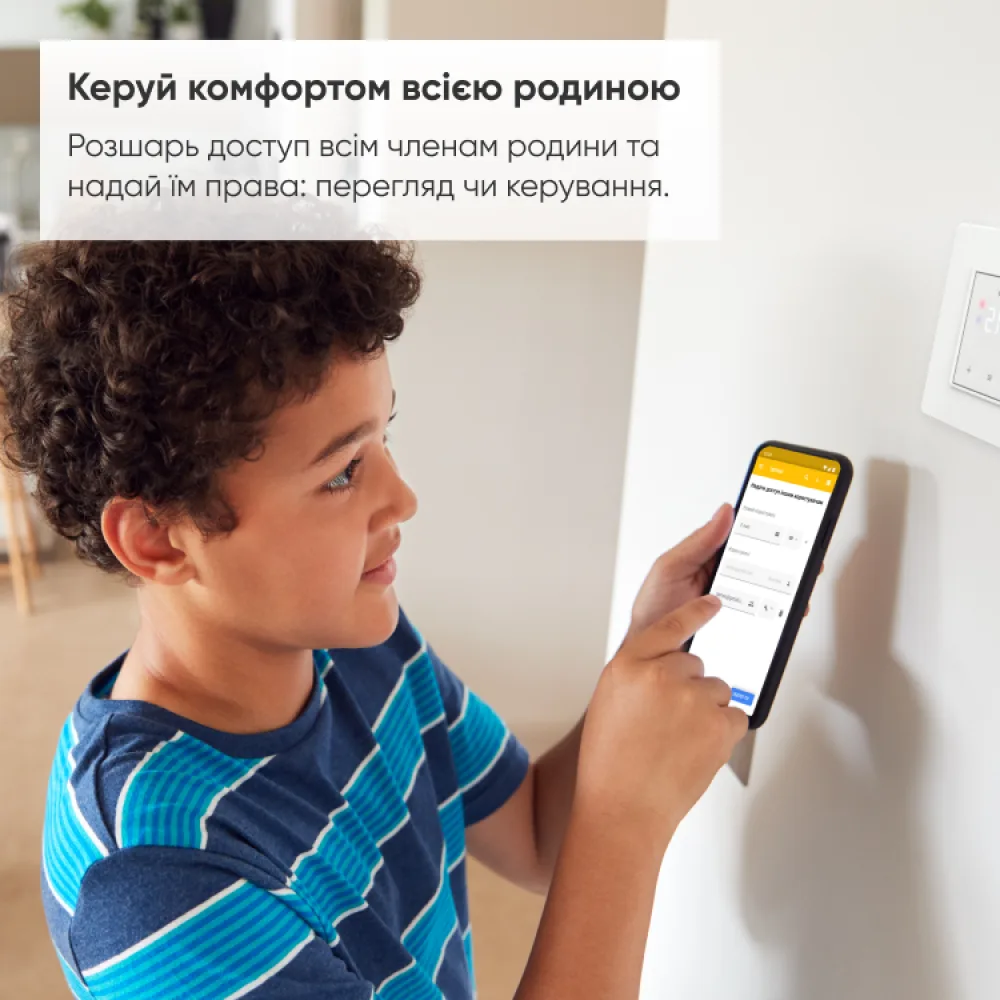 Керуй комфортом всією родиною
Розшарь доступ всім членам родини та
надай їм права: перегляд чи керування.